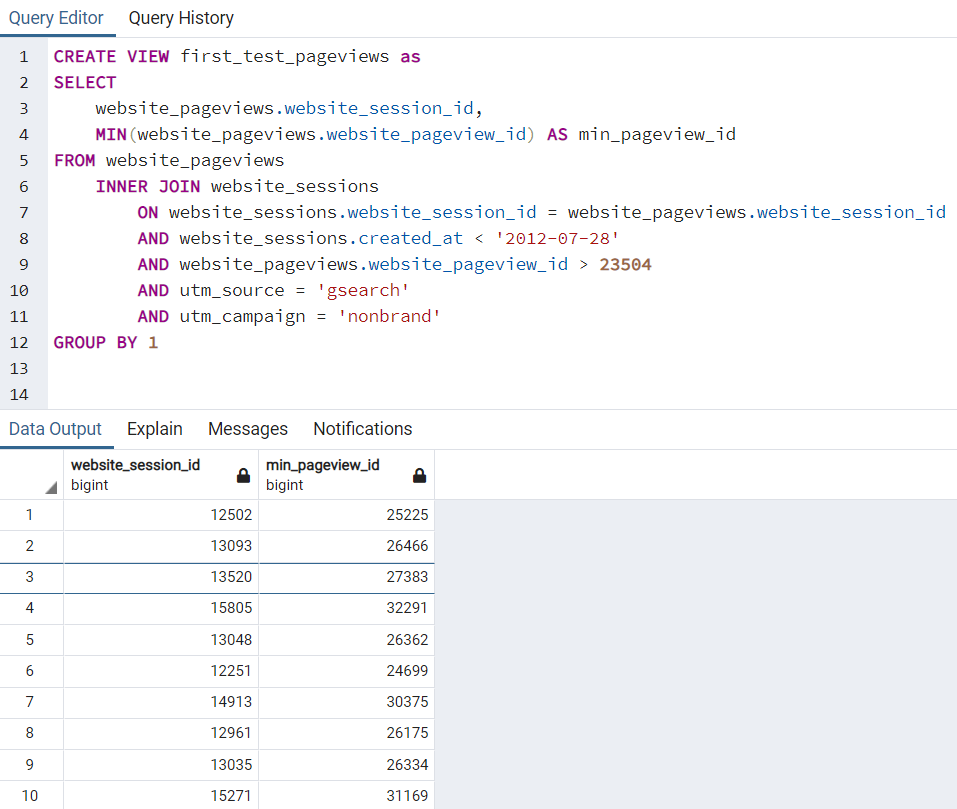 Query Editor Query History
1 CREATE VIEW first_test_pageviews as
2 SELECT
3 website_pageviews.website_session_id,
4 MIN(website_pageviews.website_pageview_id) AS min_pageview_id
5 FROM website_pageviews
6 INNER JOIN website_sessions
7 ON website_sessions.website_session_id = website_pageviews.website_session_id
8 AND website_sessions.created_at < '2012-07-28'
9 AND website_pageviews.website_pageview_id > 23504
10 AND utm_source = 'gsearch'
11 AND utm_campaign = 'nonbrand'
12 GROUP BY 1
13
14
Data Output Explain Messages Notifications
website_session_id min_pageview_id
bigint bigint
1 12502 25225
2 13093 26466
3 13520 27383
4 15805 32291
5 13048 26362
6 12251 24699
7 14913 30375
8 12961 26175
9 13035 26334
10 15271 31169